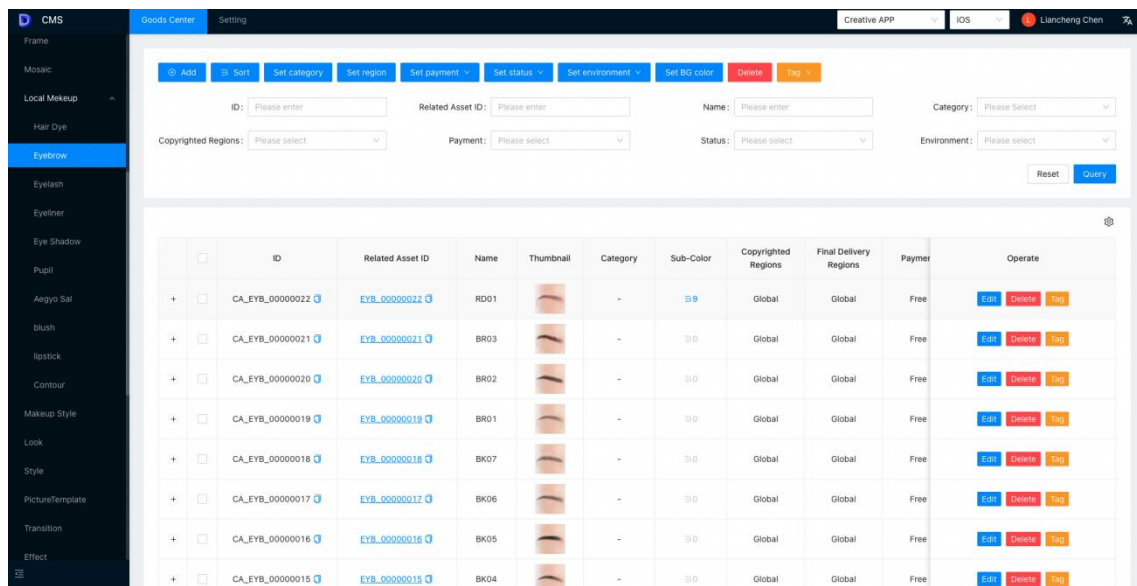 CMS
Goods Center Setting Creative APP iOS L Liancheng Chen 文A
Frame
Mosaic
Local Mekeup
Hair Dye
Eyebrow
Eyelash
Eyeliner
Eye Shadow
Pupil
Aegyo Sal
blush
lipstick
Contour
Makeup Style
Look
Style
PictureTemplate
Transition
Effect
Add Sort Set category Set region Set payment Set status Set environment Set BG color Delete Tag
ID: Please enter Related Asset ID: Please enter Name: Please enter Category: Please Select
Copyrighted Regions: Please select Payment: Please select Status: Please select Environment: Please select
Reset Query
ID Related Asset ID Name Thumbnail Category Sub-Color Copyrighted Regions Final Delivery Regions Paymen Operate
+ CA_EYB_00000022 EYB_00000022 RD01 - 9 Global Global Free Edit Delete Tag
+ CA_EYB_00000021 EYB_00000021 BR03 - 0 Global Global Free Edit Delete Tag
+ CA_EYB_00000020 EYB_00000020 BR02 - 0 Global Global Free Edit Delete Tag
+ CA_EYB_00000019 EYB_00000019 BR01 - 0 Global Global Free Edit Delete Tag
+ CA_EYB_00000018 EYB_00000018 BK07 - 0 Global Global Free Edit Delete Tag
+ CA_EYB_00000017 EYB_00000017 BK06 - 0 Global Global Free Edit Delete Tag
+ CA_EYB_00000016 EYB_00000016 BK05 - 0 Global Global Free Edit Delete Tag
+ CA_EYB_00000015 EYB_00000015 BK04 - 0 Global Global Free Edit Delete Tag